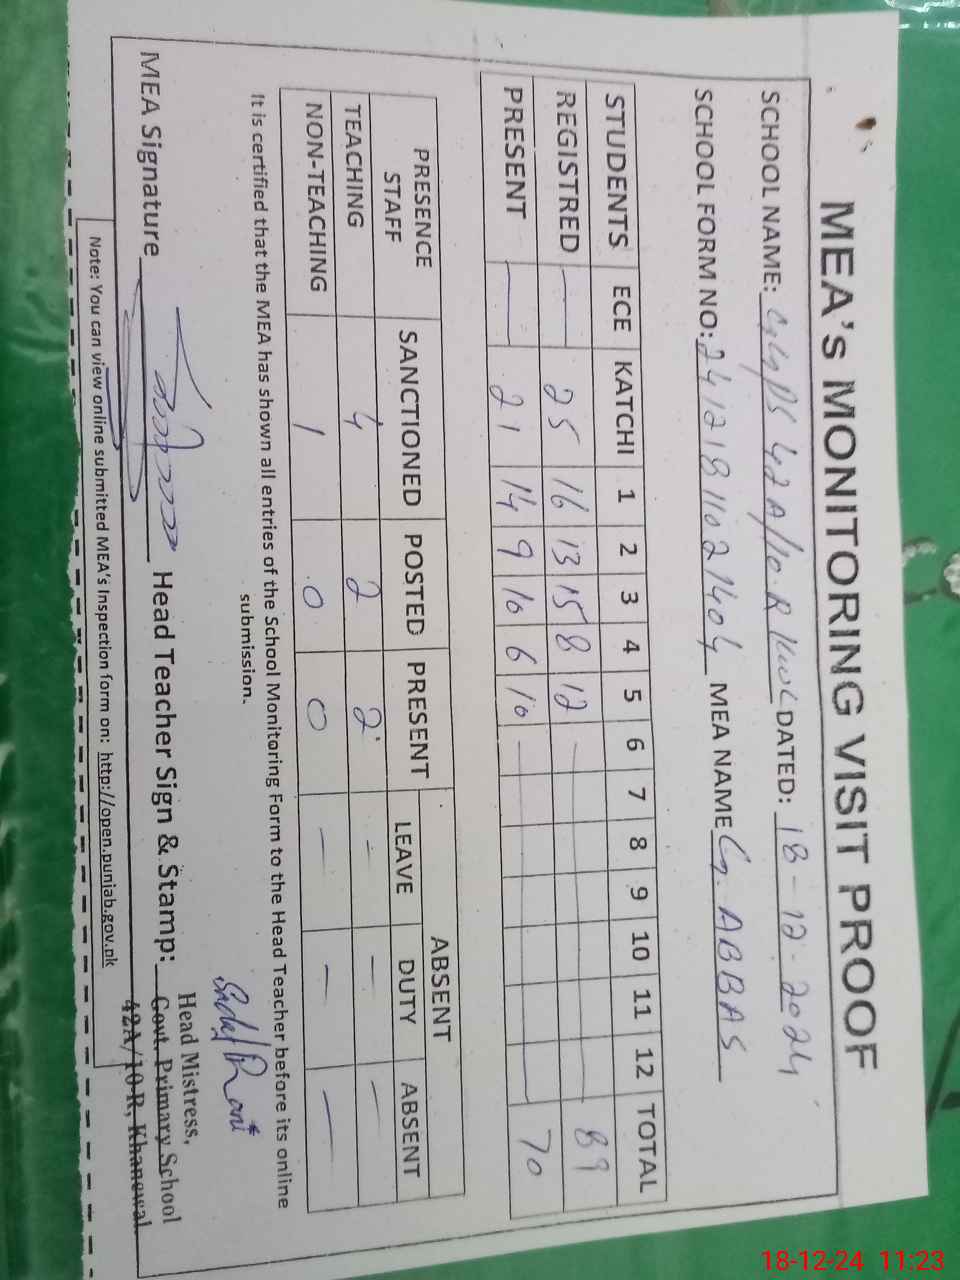 MEA's MONITORING VISIT PROOF
SCHOOL NAME: GGPS 42A/10-R KWL DATED: 18-12-2024
SCHOOL FORM NO: 24121811021404 MEA NAME G. ABBAS
STUDENTS ECE KATCHI 1 2 3 4 5 6 7 8 9 10 11 12 TOTAL
REGISTRED — 25 16 13 15 8 12 — 89
PRESENT — 21 14 9 10 6 10 — 70
PRESENCE STAFF SANCTIONED POSTED PRESENT ABSENT
LEAVE DUTY ABSENT
TEACHING 4 2 2 — — —
NON-TEACHING 1 0 0 — — —
It is certified that the MEA has shown all entries of the School Monitoring Form to the Head Teacher before its online
submission.
MEA Signature Head Teacher Sign & Stamp:
Head Mistress,
Govt. Primary School
42A/10-R, Khanewal.
Note: You can view online submitted MEA's Inspection form on: http://open.punjab.gov.pk
18-12-24 11:23